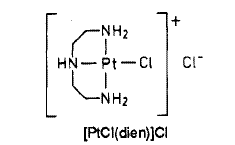 +
NH₂
HN Pt Cl Cl⁻
NH₂
[PtCl(dien)]Cl